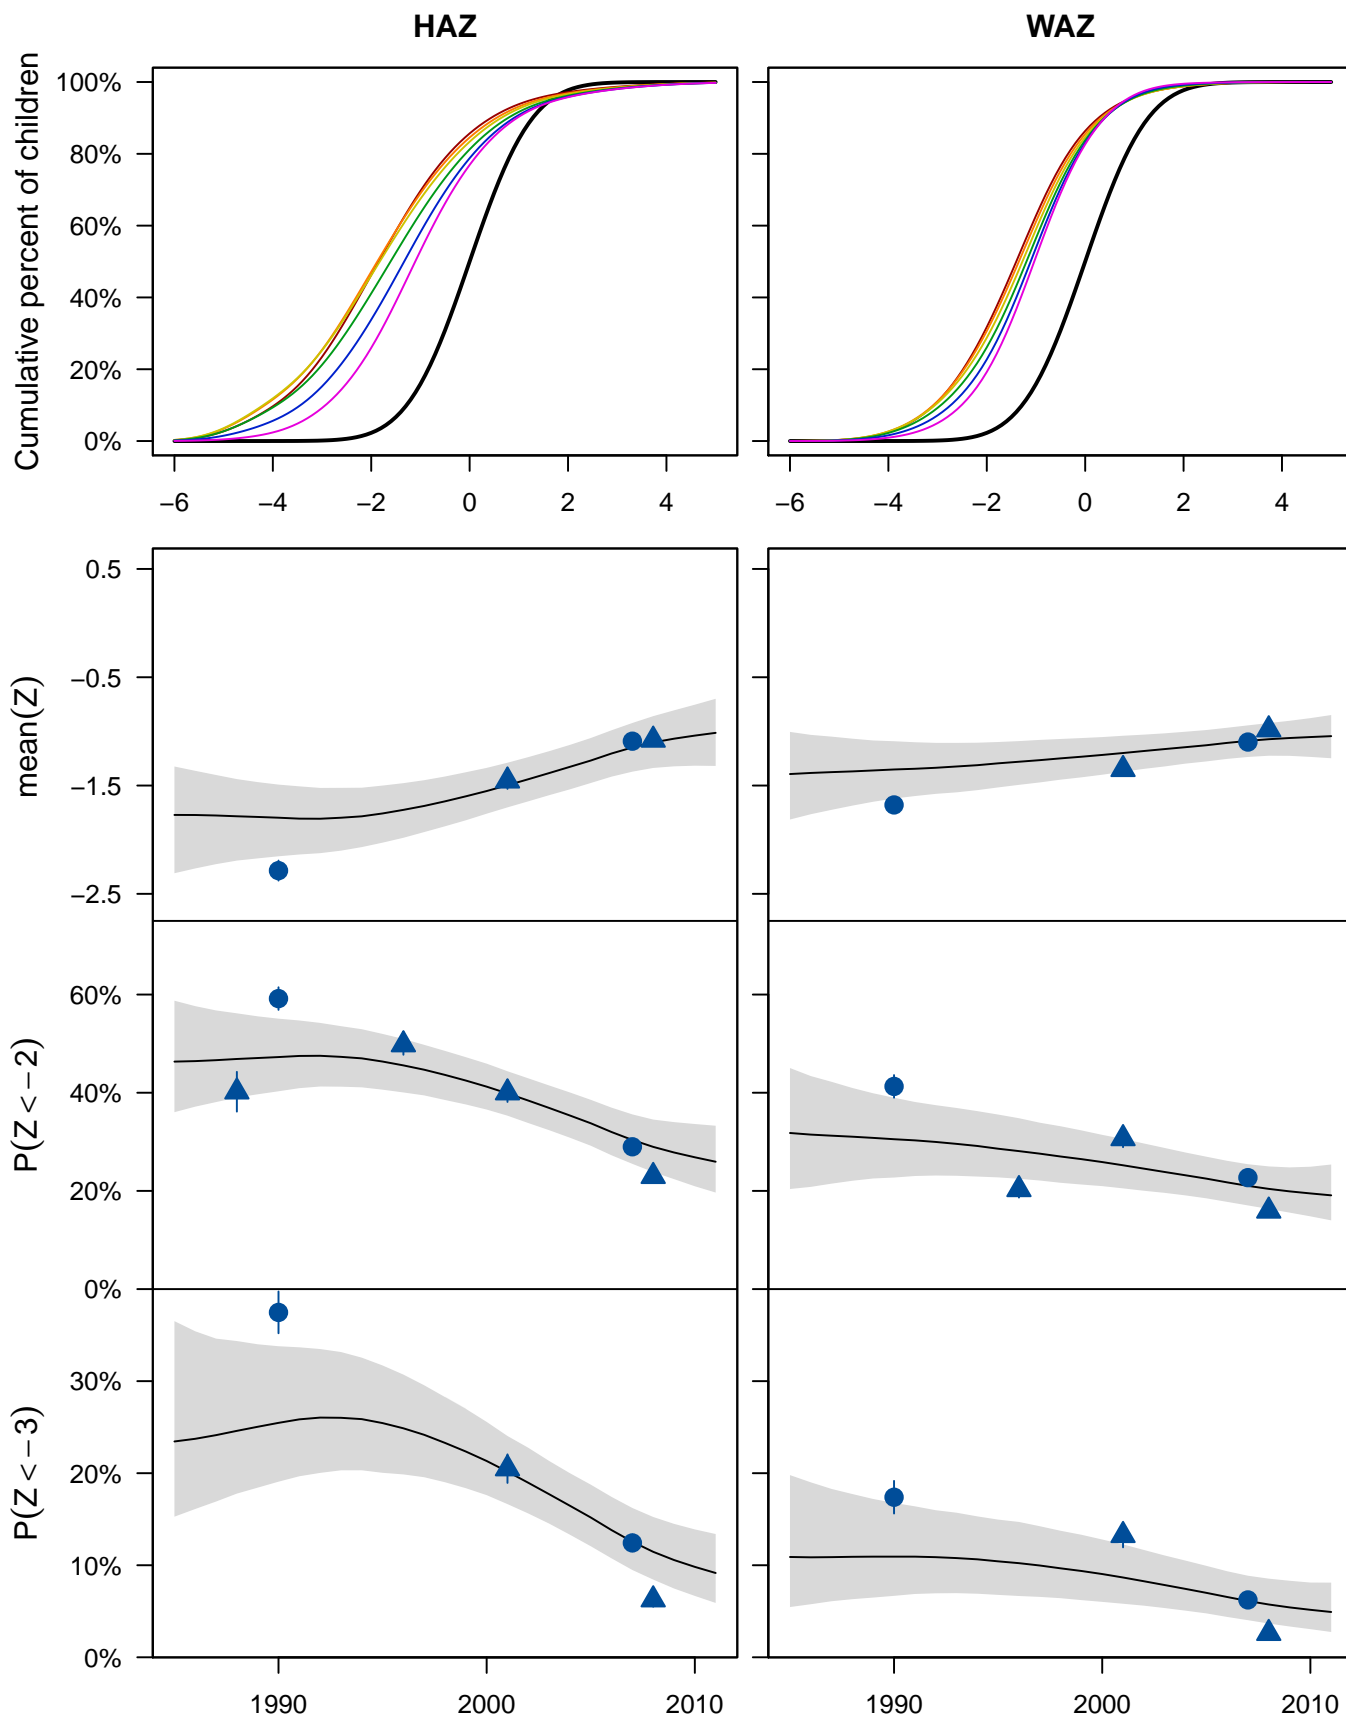 HAZ
WAZ
Cumulative percent of children
100%
80%
60%
40%
20%
0%
−6 −4 −2 0 2 4
−6 −4 −2 0 2 4
mean(Z)
0.5
−0.5
−1.5
−2.5
P(Z < −2)
60%
40%
20%
0%
P(Z < −3)
30%
20%
10%
0%
1990 2000 2010
1990 2000 2010